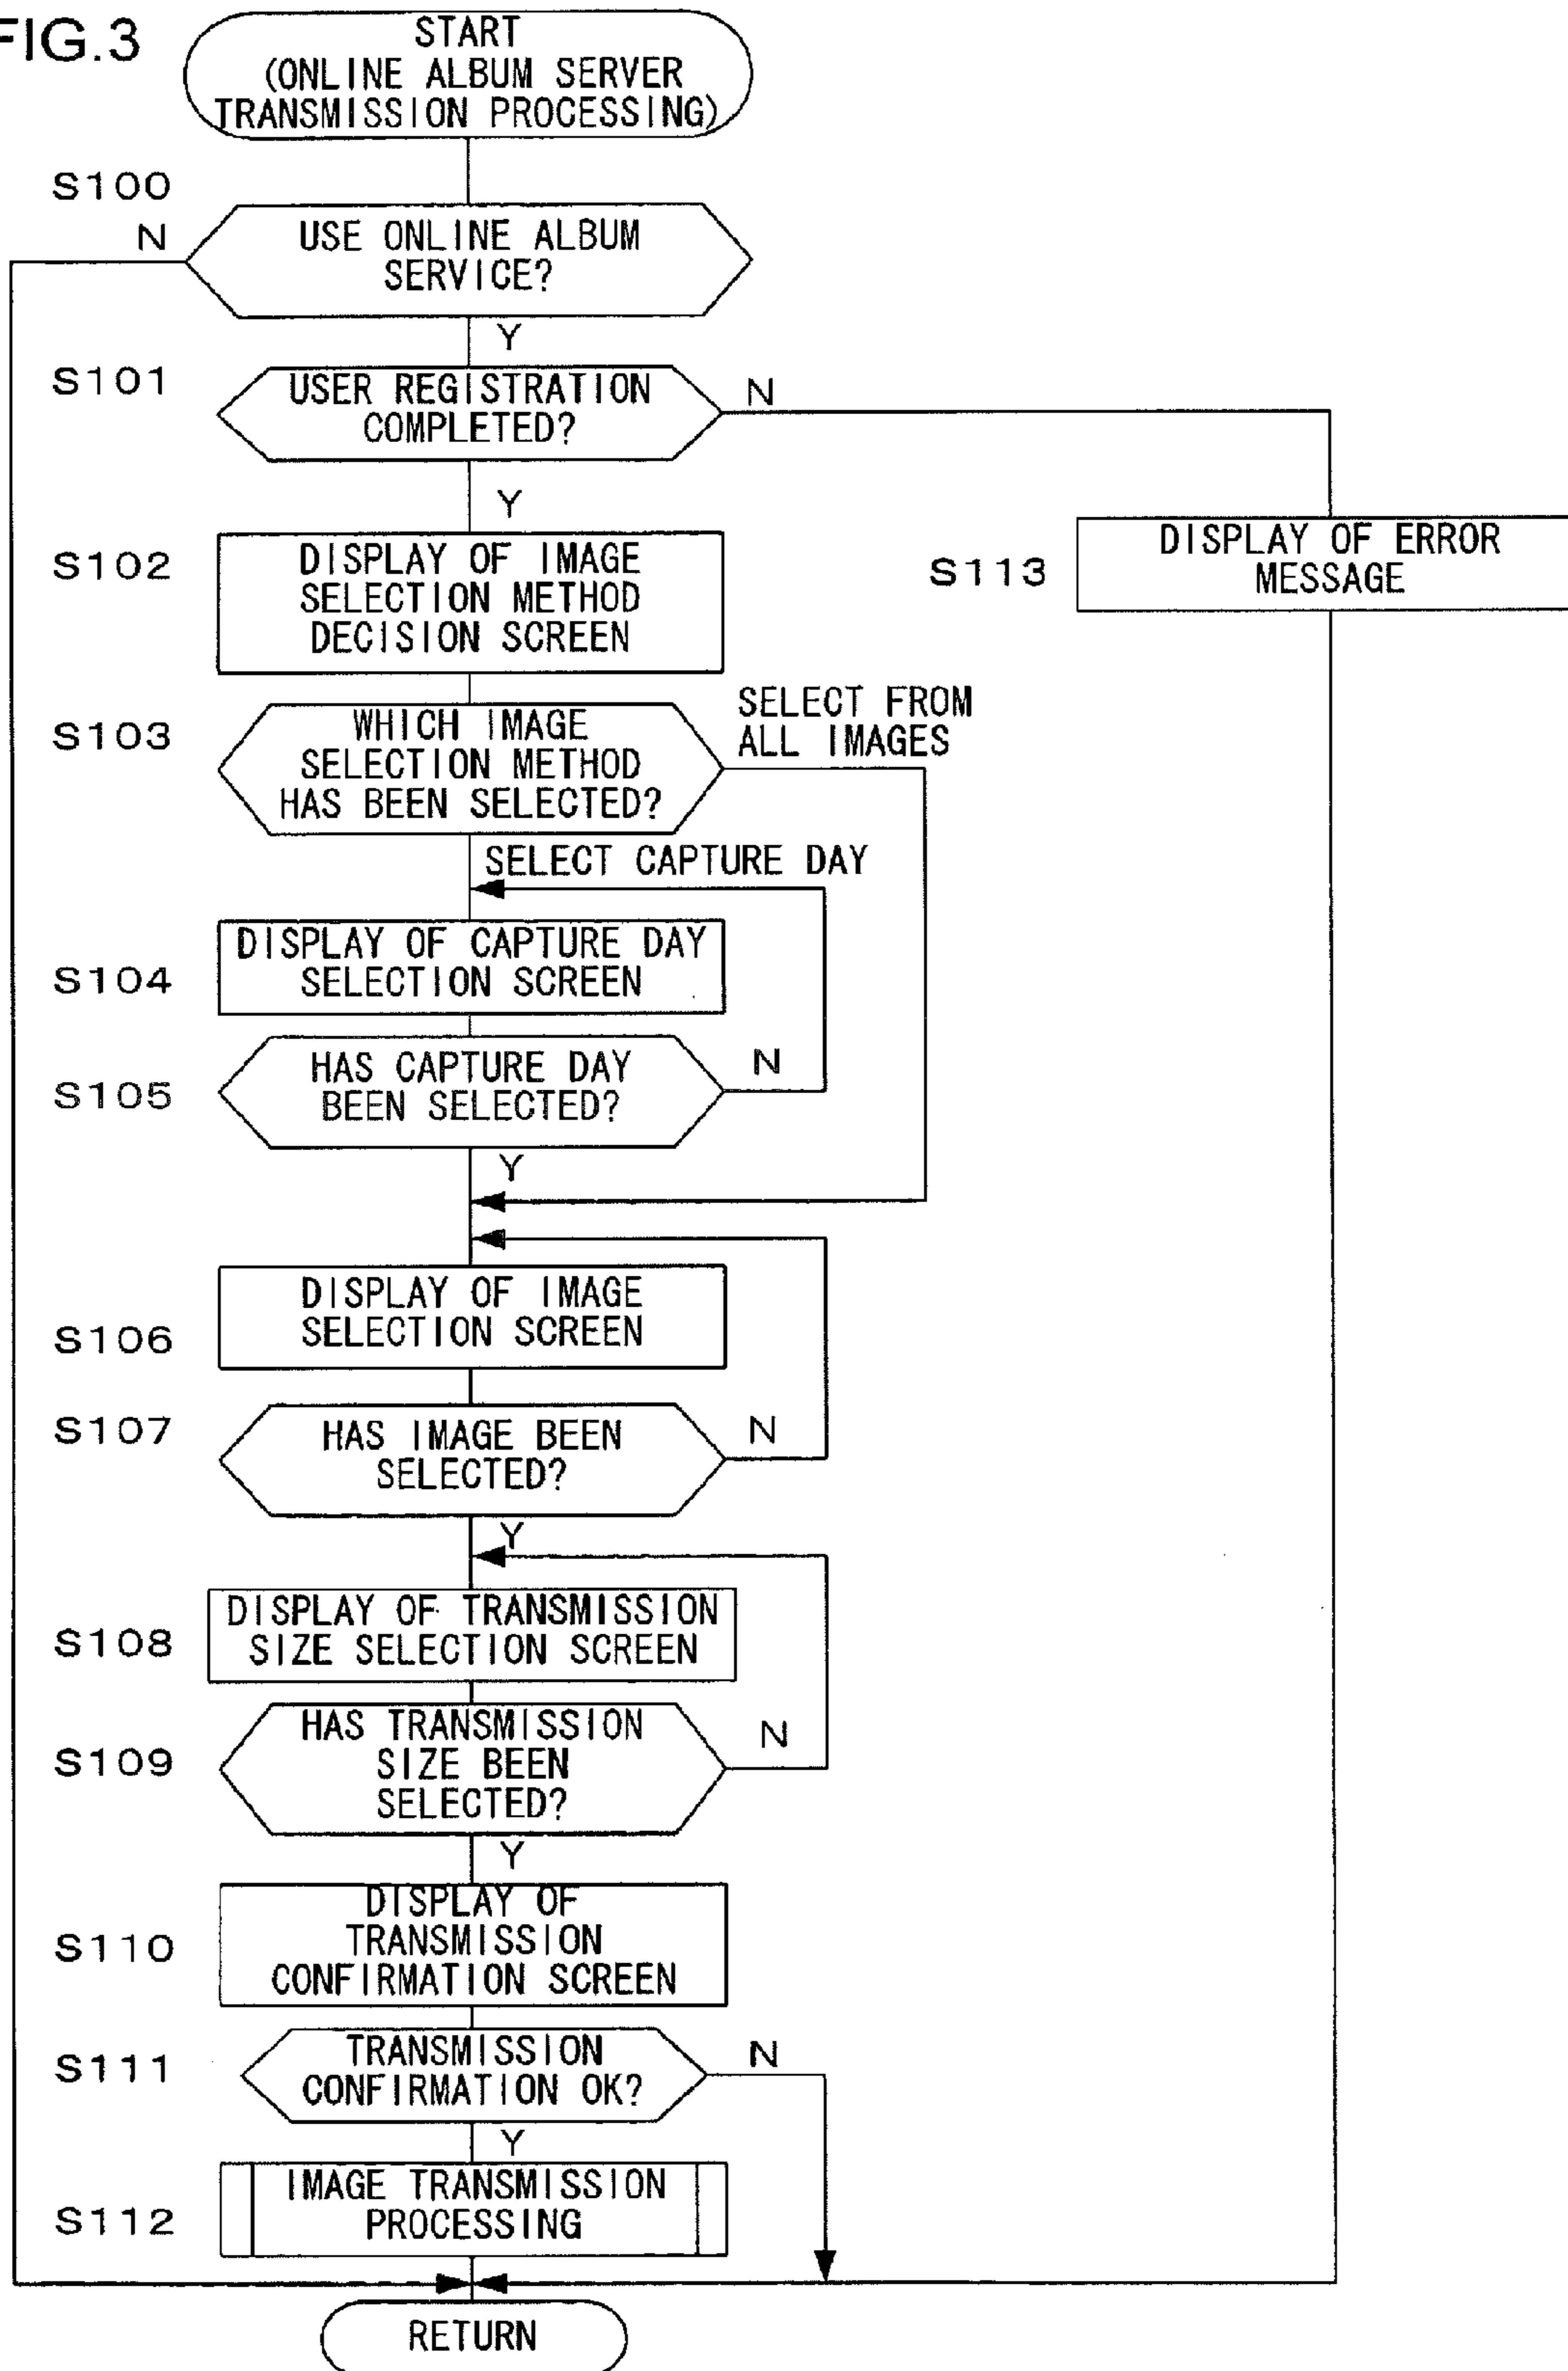 FIG.3
START
(ONLINE ALBUM SERVER
TRANSMISSION PROCESSING)
S100
N
USE ONLINE ALBUM
SERVICE?
Y
S101
USER REGISTRATION
COMPLETED?
N
Y
S102
DISPLAY OF IMAGE
SELECTION METHOD
DECISION SCREEN
S113
DISPLAY OF ERROR
MESSAGE
S103
WHICH IMAGE
SELECTION METHOD
HAS BEEN SELECTED?
SELECT FROM
ALL IMAGES
SELECT CAPTURE DAY
S104
DISPLAY OF CAPTURE DAY
SELECTION SCREEN
S105
HAS CAPTURE DAY
BEEN SELECTED?
N
Y
S106
DISPLAY OF IMAGE
SELECTION SCREEN
S107
HAS IMAGE BEEN
SELECTED?
N
Y
S108
DISPLAY OF TRANSMISSION
SIZE SELECTION SCREEN
S109
HAS TRANSMISSION
SIZE BEEN
SELECTED?
N
Y
S110
DISPLAY OF
TRANSMISSION
CONFIRMATION SCREEN
S111
TRANSMISSION
CONFIRMATION OK?
N
Y
S112
IMAGE TRANSMISSION
PROCESSING
RETURN